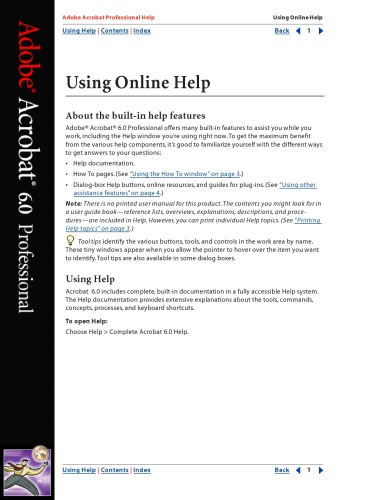 Adobe Acrobat Professional Help
Using Online Help
Using Help | Contents | Index
Back 1
Adobe® Acrobat® 6.0 Professional
Using Online Help
About the built-in help features
Adobe® Acrobat® 6.0 Professional offers many built-in features to assist you while you
work, including the Help window you're using right now. To get the maximum benefit
from the various help components, it's good to familiarize yourself with the different ways
to get answers to your questions:
• Help documentation.
• How To pages. (See "Using the How To window" on page 3.)
• Dialog-box Help buttons, online resources, and guides for plug-ins. (See "Using other
assistance features" on page 4.)
Note: There is no printed user manual for this product. The contents you might look for in
a user guide book—reference lists, overviews, explanations, descriptions, and proce-
dures—are included in Help. However, you can print individual Help topics. (See "Printing
Help topics" on page 3.)
Tool tips identify the various buttons, tools, and controls in the work area by name.
These tiny windows appear when you allow the pointer to hover over the item you want
to identify. Tool tips are also available in some dialog boxes.
Using Help
Acrobat 6.0 includes complete, built-in documentation in a fully accessible Help system.
The Help documentation provides extensive explanations about the tools, commands,
concepts, processes, and keyboard shortcuts.
To open Help:
Choose Help > Complete Acrobat 6.0 Help.
Using Help | Contents | Index
Back 1